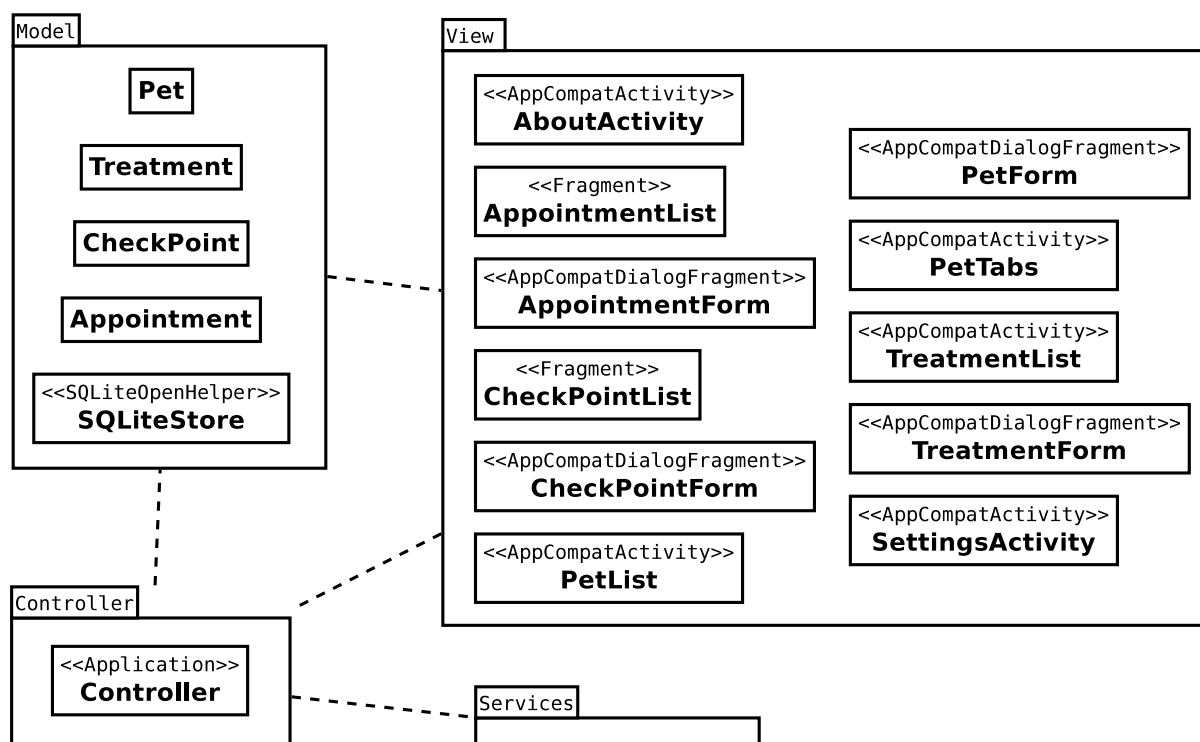 Model
Pet
Treatment
CheckPoint
Appointment
<<SQLiteOpenHelper>>
SQLiteStore
View
<<AppCompatActivity>>
AboutActivity
<<Fragment>>
AppointmentList
<<AppCompatDialogFragment>>
AppointmentForm
<<Fragment>>
CheckPointList
<<AppCompatDialogFragment>>
CheckPointForm
<<AppCompatActivity>>
PetList
<<AppCompatDialogFragment>>
PetForm
<<AppCompatActivity>>
PetTabs
<<AppCompatActivity>>
TreatmentList
<<AppCompatDialogFragment>>
TreatmentForm
<<AppCompatActivity>>
SettingsActivity
Controller
<<Application>>
Controller
Services